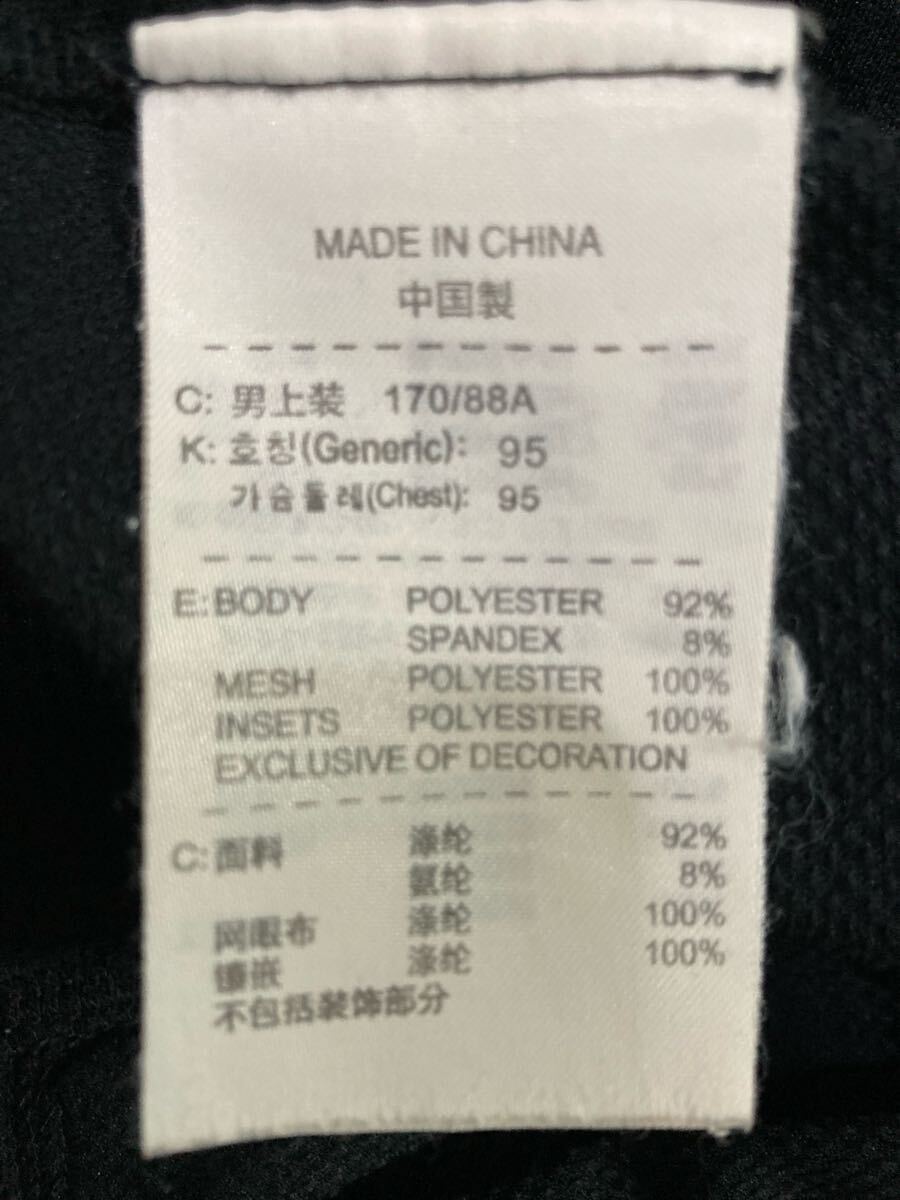 MADE IN CHINA
中国製
C: 男上装 170/88A
K: 호칭(Generic): 95
가슴둘레(Chest): 95
E: BODY POLYESTER 92%
SPANDEX 8%
MESH POLYESTER 100%
INSETS POLYESTER 100%
EXCLUSIVE OF DECORATION
C: 面料 涤纶 92%
氨纶 8%
网眼布 涤纶 100%
镶嵌 涤纶 100%
不包括装饰部分